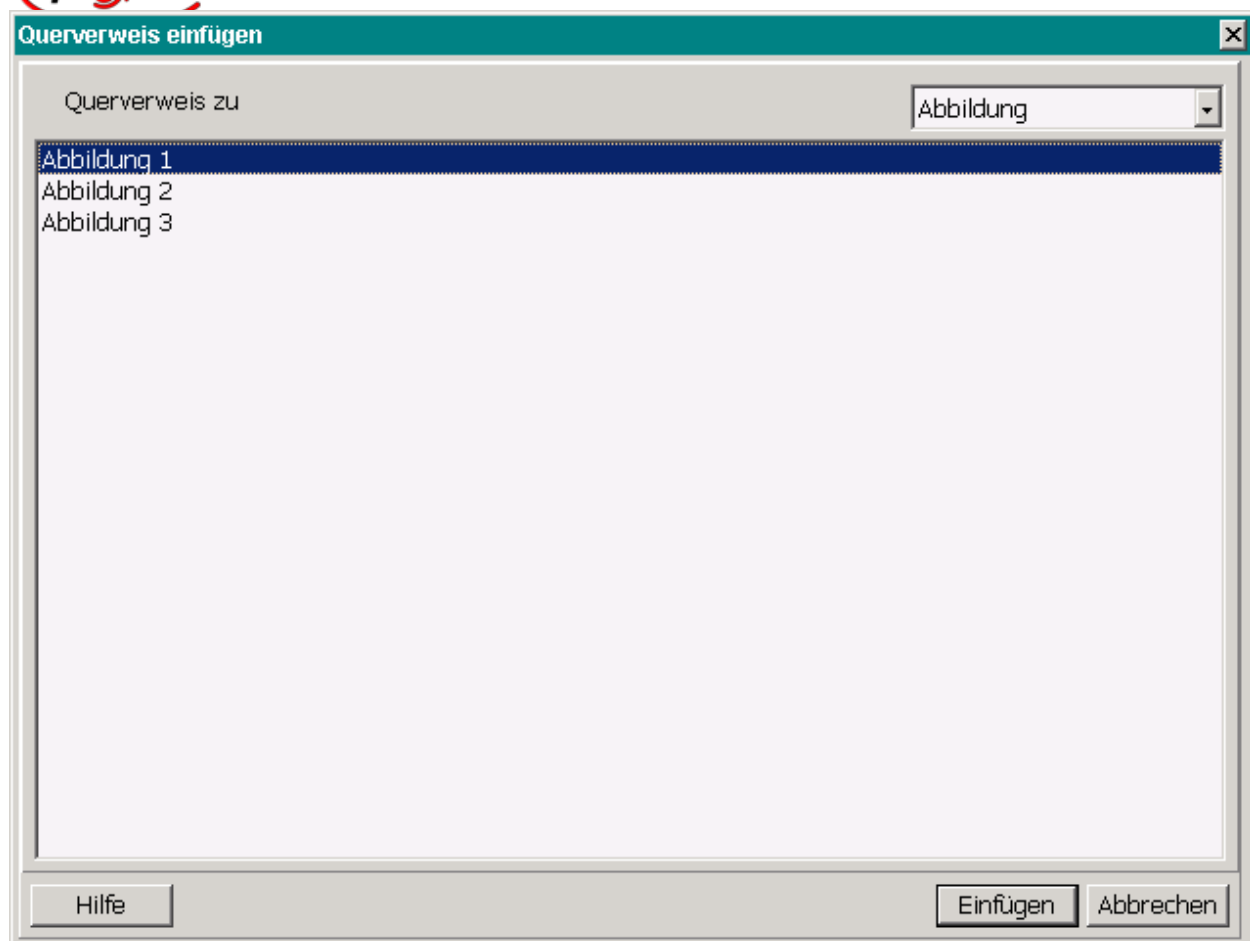 Querverweis einfügen
Querverweis zu
Abbildung
Abbildung 1
Abbildung 2
Abbildung 3
Hilfe
Einfügen
Abbrechen